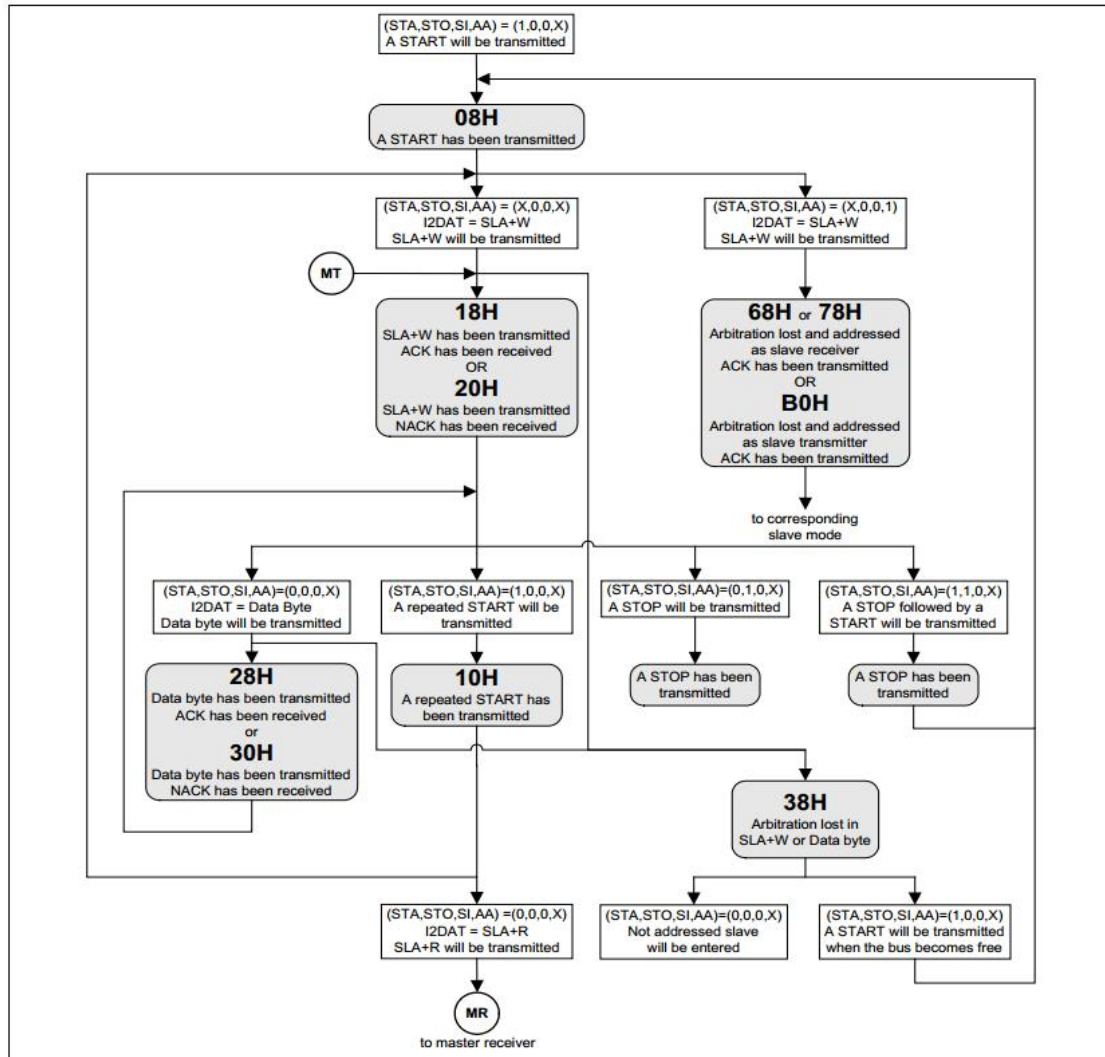 (STA,STO,SI,AA) = (1,0,0,X)
A START will be transmitted
08H
A START has been transmitted
(STA,STO,SI,AA) = (X,0,0,X)
I2DAT = SLA+W
SLA+W will be transmitted
(STA,STO,SI,AA) = (X,0,0,1)
I2DAT = SLA+W
SLA+W will be transmitted
MT
18H
SLA+W has been transmitted
ACK has been received
OR
20H
SLA+W has been transmitted
NACK has been received
68H or 78H
Arbitration lost and addressed
as slave receiver
ACK has been transmitted
OR
B0H
Arbitration lost and addressed
as slave transmitter
ACK has been transmitted
to corresponding
slave mode
(STA,STO,SI,AA)=(0,0,0,X)
I2DAT = Data Byte
Data byte will be transmitted
(STA,STO,SI,AA)=(1,0,0,X)
A repeated START will be
transmitted
(STA,STO,SI,AA)=(0,1,0,X)
A STOP will be transmitted
(STA,STO,SI,AA)=(1,1,0,X)
A STOP followed by a
START will be transmitted
28H
Data byte has been transmitted
ACK has been received
or
30H
Data byte has been transmitted
NACK has been received
10H
A repeated START has
been transmitted
A STOP has been
transmitted
A STOP has been
transmitted
38H
Arbitration lost in
SLA+W or Data byte
(STA,STO,SI,AA) =(0,0,0,X)
I2DAT = SLA+R
SLA+R will be transmitted
(STA,STO,SI,AA)=(0,0,0,X)
Not addressed slave
will be entered
(STA,STO,SI,AA)=(1,0,0,X)
A START will be transmitted
when the bus becomes free
MR
to master receiver